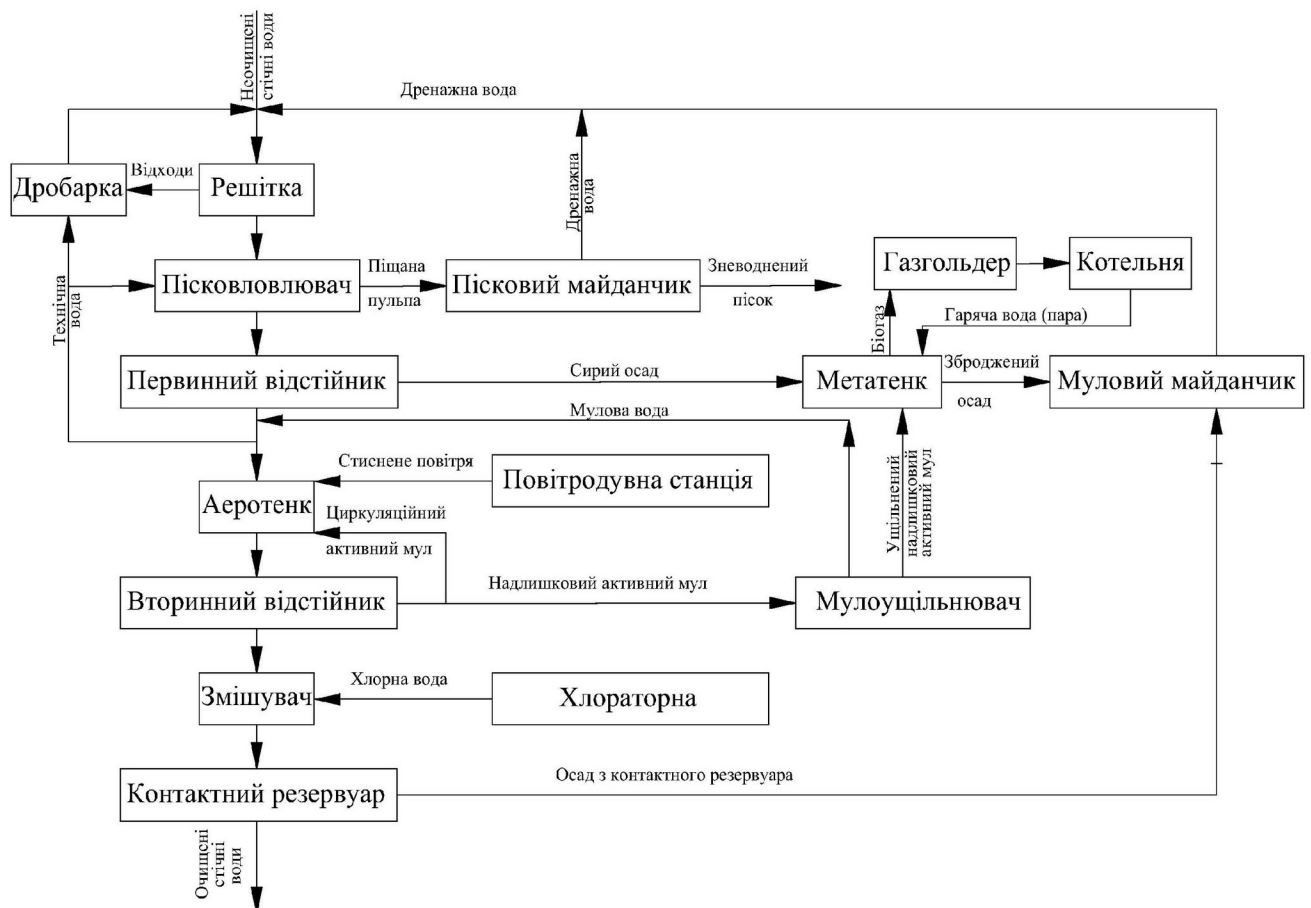 Неочищені
стічні води
Дренажна вода
Дробарка
Відходи
Решітка
Дренажна
вода
Технічна
вода
Пісковловлювач
Піщана
пульпа
Пісковий майданчик
Зневоднений
пісок
Газгольдер
Котельня
Біогаз
Гаряча вода (пара)
Первинний відстійник
Сирий осад
Метатенк
Зброджений
осад
Муловий майданчик
Мулова вода
Стиснене повітря
Повітродувна станція
Аеротенк
Циркуляційний
активний мул
Ущільнений
надлишковий
активний мул
Вторинний відстійник
Надлишковий активний мул
Мулоущільнювач
Змішувач
Хлорна вода
Хлораторна
Контактний резервуар
Осад з контактного резервуара
Очищені
стічні
води